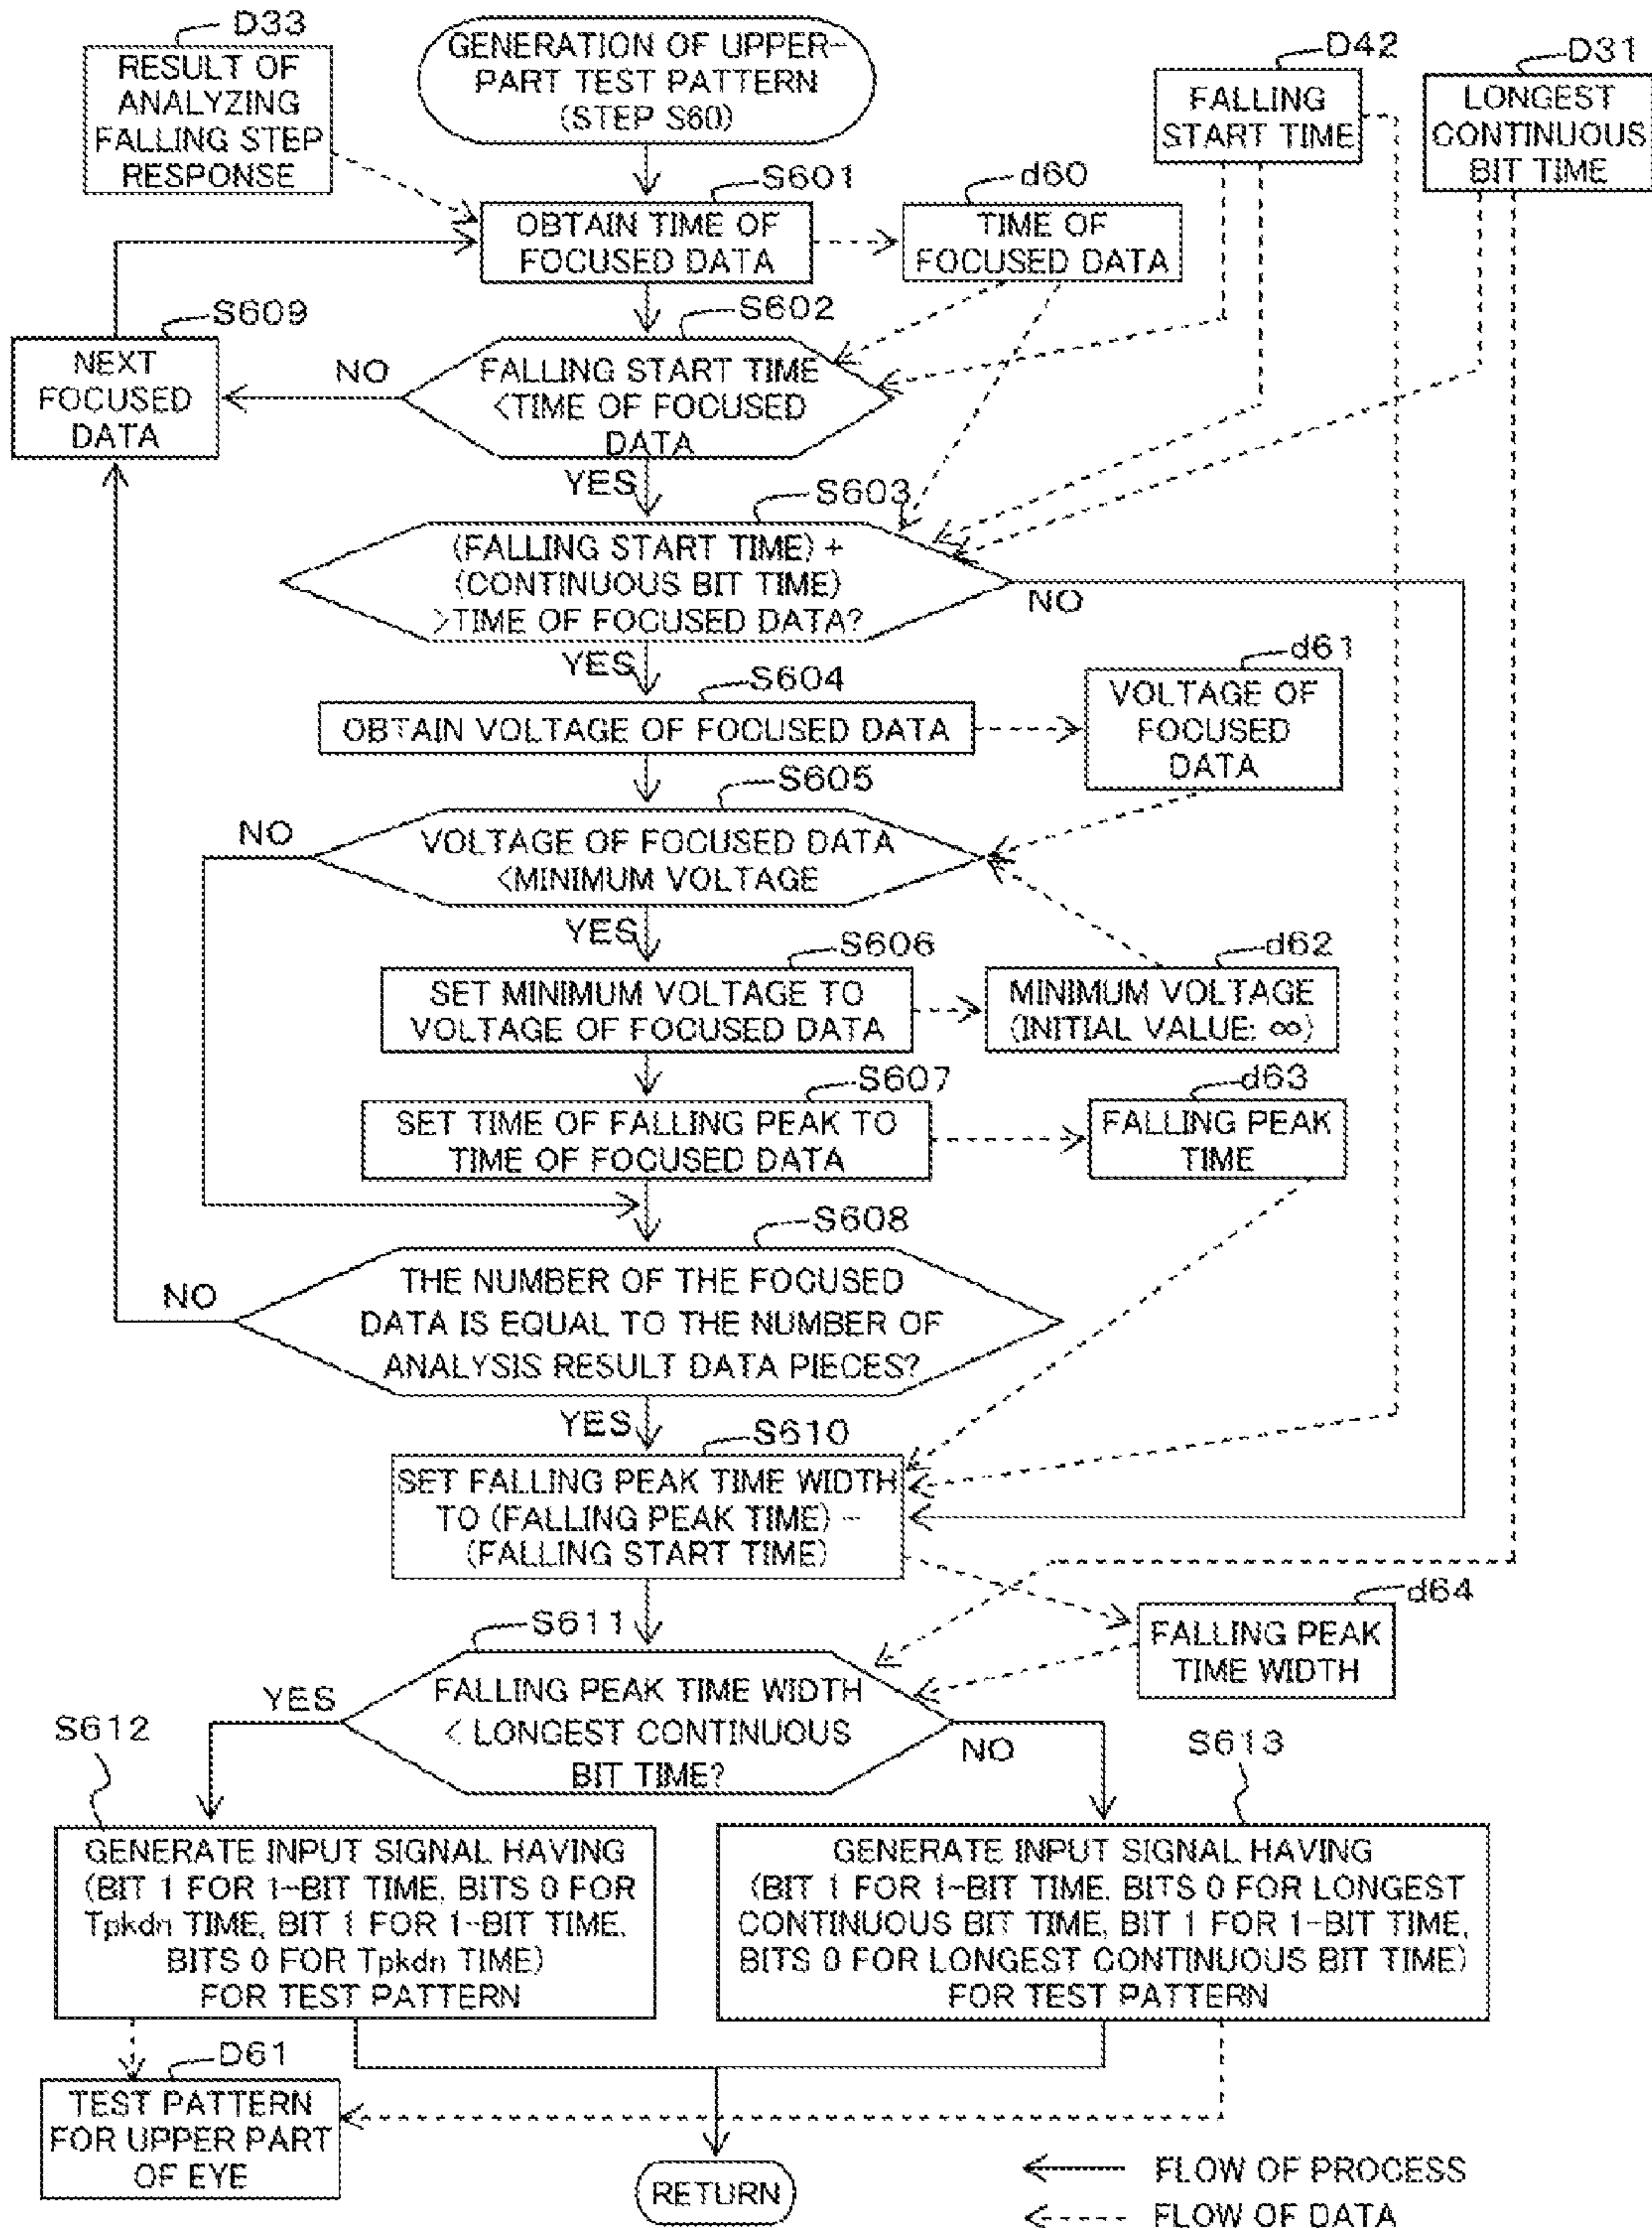 D33
RESULT OF
ANALYZING
FALLING STEP
RESPONSE
GENERATION OF UPPER-
PART TEST PATTERN
(STEP S60)
D42
FALLING
START TIME
D31
LONGEST
CONTINUOUS
BIT TIME
S601
OBTAIN TIME OF
FOCUSED DATA
d60
TIME OF
FOCUSED DATA
S609
NEXT
FOCUSED
DATA
NO
S602
FALLING START TIME
<TIME OF FOCUSED
DATA
YES
S603
(FALLING START TIME) +
(CONTINUOUS BIT TIME)
>TIME OF FOCUSED DATA?
NO
YES
S604
OBTAIN VOLTAGE OF FOCUSED DATA
d61
VOLTAGE OF
FOCUSED
DATA
S605
NO
VOLTAGE OF FOCUSED DATA
<MINIMUM VOLTAGE
YES
S606
SET MINIMUM VOLTAGE TO
VOLTAGE OF FOCUSED DATA
d62
MINIMUM VOLTAGE
(INITIAL VALUE: ∞)
S607
SET TIME OF FALLING PEAK TO
TIME OF FOCUSED DATA
d63
FALLING PEAK
TIME
S608
NO
THE NUMBER OF THE FOCUSED
DATA IS EQUAL TO THE NUMBER OF
ANALYSIS RESULT DATA PIECES?
YES
S610
SET FALLING PEAK TIME WIDTH
TO (FALLING PEAK TIME) -
(FALLING START TIME)
d64
FALLING PEAK
TIME WIDTH
S611
YES
FALLING PEAK TIME WIDTH
< LONGEST CONTINUOUS
BIT TIME?
NO
S612
GENERATE INPUT SIGNAL HAVING
(BIT 1 FOR 1-BIT TIME, BITS 0 FOR
Tpkdn TIME, BIT 1 FOR 1-BIT TIME,
BITS 0 FOR Tpkdn TIME)
FOR TEST PATTERN
S613
GENERATE INPUT SIGNAL HAVING
(BIT 1 FOR 1-BIT TIME, BITS 0 FOR LONGEST
CONTINUOUS BIT TIME, BIT 1 FOR 1-BIT TIME,
BITS 0 FOR LONGEST CONTINUOUS BIT TIME)
FOR TEST PATTERN
D61
TEST PATTERN
FOR UPPER PART
OF EYE
RETURN
FLOW OF PROCESS
FLOW OF DATA